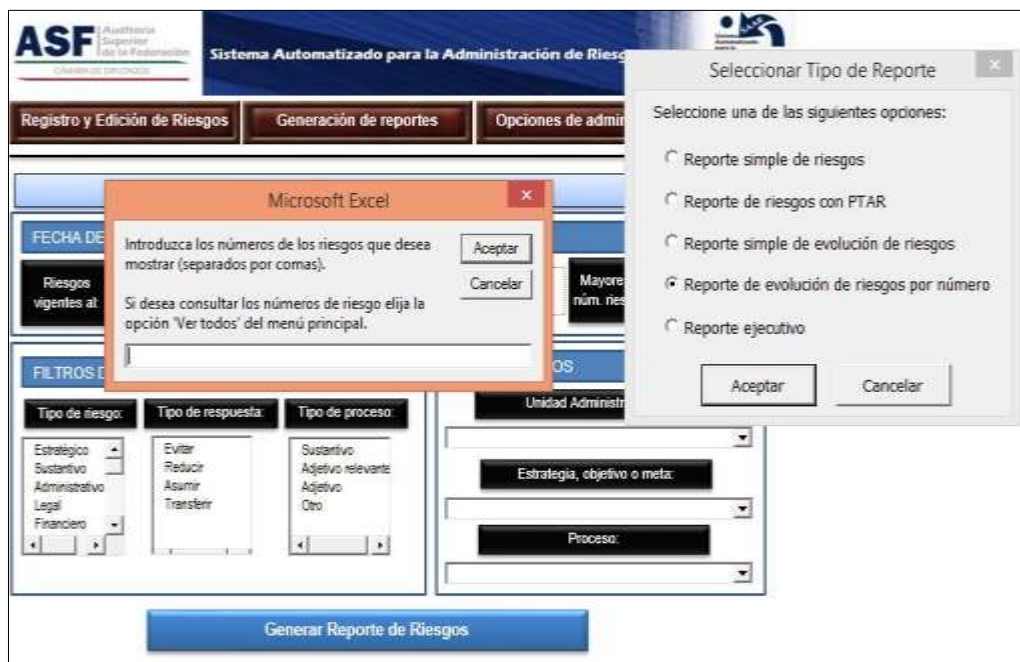 ASF
Auditoría
Superior
de la Federación
CÁMARA DE DIPUTADOS
Sistema Automatizado para la Administración de Riesg
Registro y Edición de Riesgos
Generación de reportes
Opciones de admin
Seleccionar Tipo de Reporte
Seleccione una de las siguientes opciones:
Reporte simple de riesgos
Reporte de riesgos con PTAR
Reporte simple de evolución de riesgos
Reporte de evolución de riesgos por número
Reporte ejecutivo
Aceptar
Cancelar
Microsoft Excel
Introduzca los números de los riesgos que desea
mostrar (separados por comas).
Si desea consultar los números de riesgo elija la
opción 'Ver todos' del menú principal.
Aceptar
Cancelar
FECHA DE
Riesgos
vigentes al:
Mayore
núm. ries
FILTROS D
OS
Tipo de riesgo:
Estratégico
Sustantivo
Administrativo
Legal
Financiero
Tipo de respuesta:
Evitar
Reducir
Asumir
Transferir
Tipo de proceso:
Sustantivo
Adjetivo relevante
Adjetivo
Otro
Unidad Administr
Estrategia, objetivo o meta:
Proceso:
Generar Reporte de Riesgos